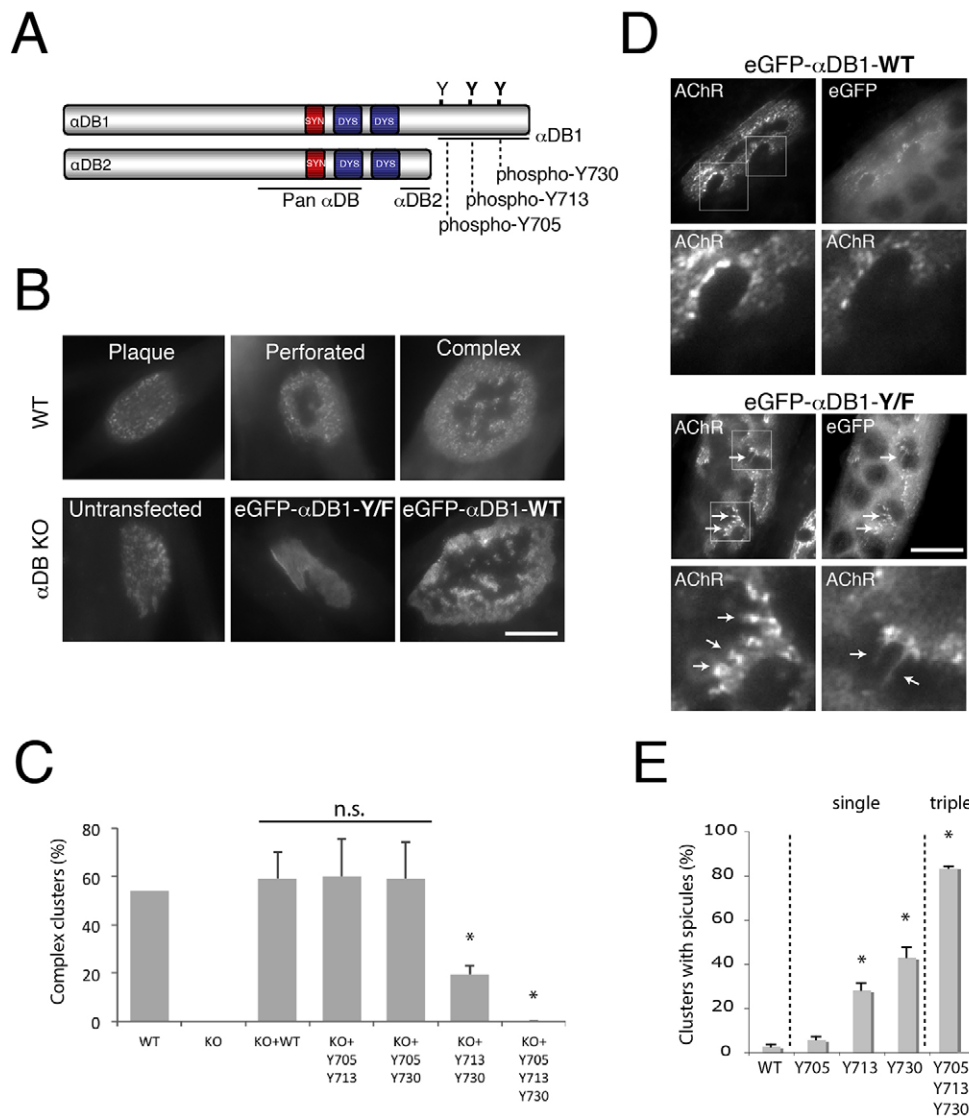 A
Y Y Y
αDB1 SYN DYS DYS
αDB1
αDB2 SYN DYS DYS
phospho-Y730
Pan αDB αDB2 phospho-Y713
phospho-Y705
B
Plaque Perforated Complex
WT
Untransfected eGFP-αDB1-Y/F eGFP-αDB1-WT
αDB KO
C
n.s.
Complex clusters (%)
80
60
40
20
0
* *
WT KO KO+WT KO+ KO+ KO+ KO+
Y705 Y705 Y713 Y705
Y713 Y730 Y730 Y713
Y730
D
eGFP-αDB1-WT
AChR eGFP
AChR AChR
eGFP-αDB1-Y/F
AChR eGFP
AChR AChR
E
single triple
Clusters with spicules (%)
100
80
60
40
20
0
* * *
WT Y705 Y713 Y730 Y705
Y713
Y730